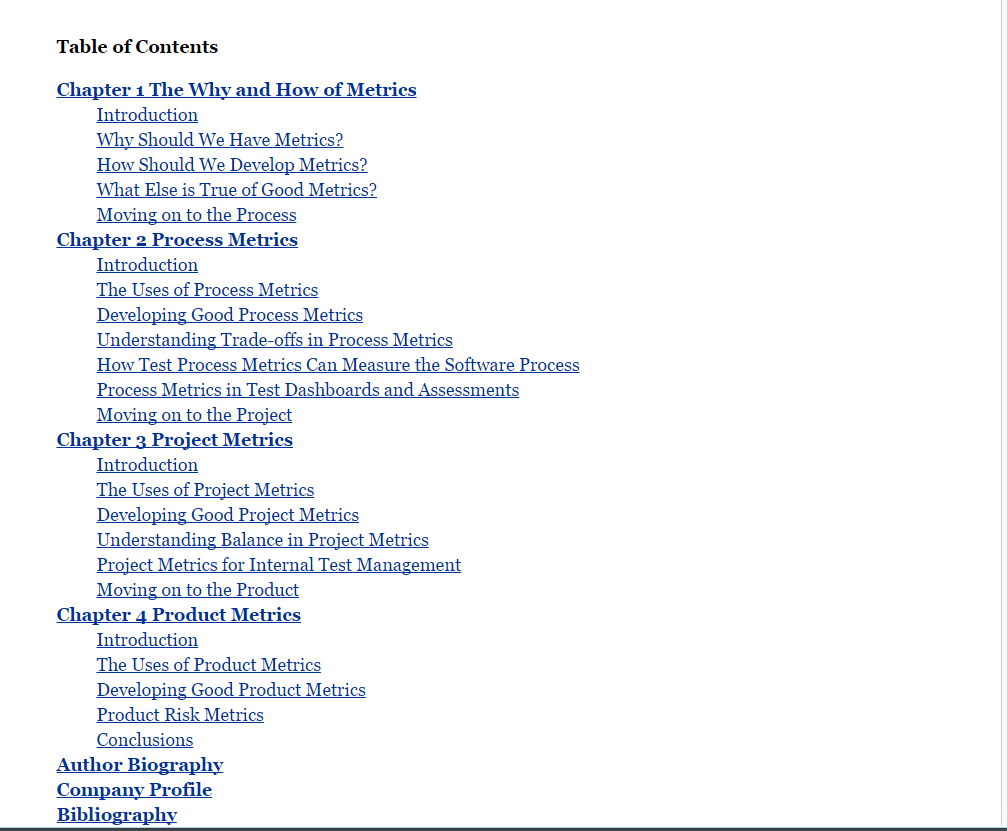 Table of Contents
Chapter 1 The Why and How of Metrics
Introduction
Why Should We Have Metrics?
How Should We Develop Metrics?
What Else is True of Good Metrics?
Moving on to the Process
Chapter 2 Process Metrics
Introduction
The Uses of Process Metrics
Developing Good Process Metrics
Understanding Trade-offs in Process Metrics
How Test Process Metrics Can Measure the Software Process
Process Metrics in Test Dashboards and Assessments
Moving on to the Project
Chapter 3 Project Metrics
Introduction
The Uses of Project Metrics
Developing Good Project Metrics
Understanding Balance in Project Metrics
Project Metrics for Internal Test Management
Moving on to the Product
Chapter 4 Product Metrics
Introduction
The Uses of Product Metrics
Developing Good Product Metrics
Product Risk Metrics
Conclusions
Author Biography
Company Profile
Bibliography